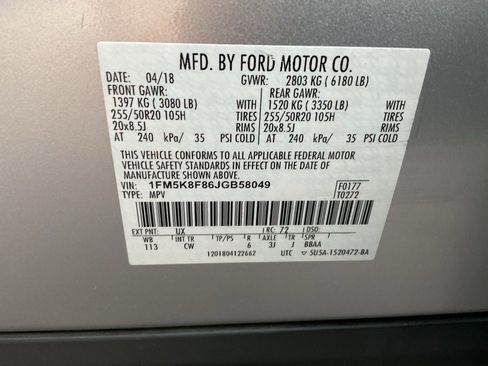 MFD. BY FORD MOTOR CO.
DATE: 04/18 GVWR: 2803 KG ( 6180 LB)
FRONT GAWR: REAR GAWR:
1397 KG ( 3080 LB) WITH 1520 KG ( 3350 LB) WITH
255/50R20 105H TIRES 255/50R20 105H TIRES
20x8.5J RIMS 20x8.5J RIMS
AT 240 kPa/ 35 PSI COLD AT 240 kPa/ 35 PSI COLD
THIS VEHICLE CONFORMS TO ALL APPLICABLE FEDERAL MOTOR
VEHICLE SAFETY STANDARDS IN EFFECT ON THE DATE OF
MANUFACTURE SHOWN ABOVE.
VIN: 1FM5K8F86JGB58049 F0177
TYPE: MPV T0272
EXT PNT: UX RC: 72 DSO:
WB INT TR TP/PS R AXLE TR SPR
113 CW 6 3J J BBAA
1201804122662 UTC 5U5A-1520472-BA